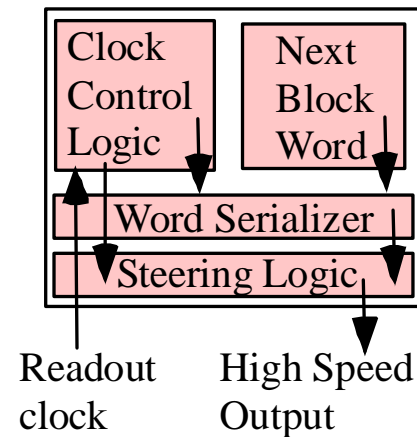 Clock
Control
Logic
Next
Block
Word
Word Serializer
Steering Logic
Readout
clock
High Speed
Output